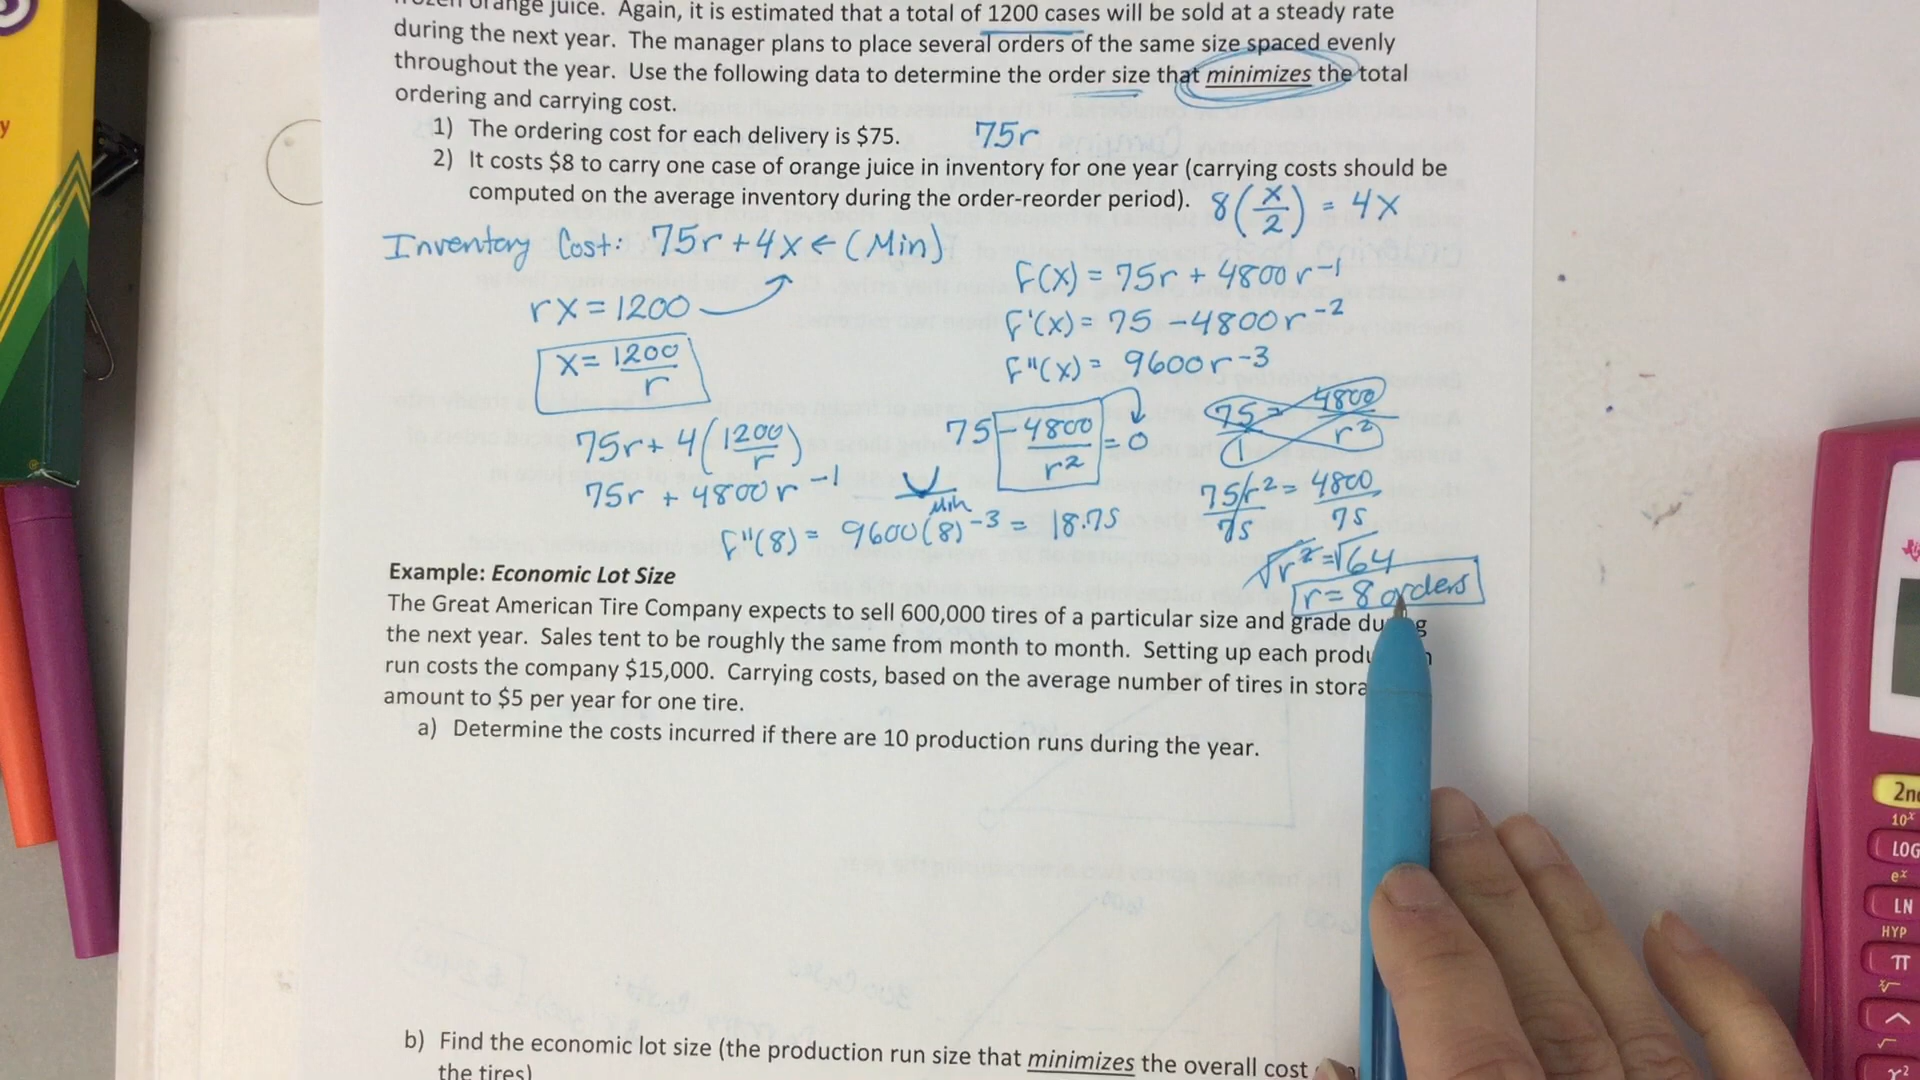 frozen orange juice. Again, it is estimated that a total of 1200 cases will be sold at a steady rate
during the next year. The manager plans to place several orders of the same size spaced evenly
throughout the year. Use the following data to determine the order size that minimizes the total
ordering and carrying cost.
1) The ordering cost for each delivery is $75. 75r
2) It costs $8 to carry one case of orange juice in inventory for one year (carrying costs should be
computed on the average inventory during the order-reorder period). 8(x/2) = 4x
Inventory Cost: 75r + 4x ← (Min)
rx = 1200
x = 1200/r
75r + 4(1200/r)
75r + 4800r⁻¹
f(x) = 75r + 4800r⁻¹
f'(x) = 75 - 4800r⁻²
f"(x) = 9600r⁻³
75 - 4800/r² = 0
75/1 = 4800/r²
75r²/75 = 4800/75
√r² = √64
r = 8 orders
Min
f"(8) = 9600(8)⁻³ = 18.75
Example: Economic Lot Size
The Great American Tire Company expects to sell 600,000 tires of a particular size and grade du g
the next year. Sales tent to be roughly the same from month to month. Setting up each produ n
run costs the company $15,000. Carrying costs, based on the average number of tires in stora
amount to $5 per year for one tire.
a) Determine the costs incurred if there are 10 production runs during the year.
b) Find the economic lot size (the production run size that minimizes the overall cost
the tires)
2n
10ˣ
LOG
eˣ
LN
HYP
π
^
√
x²
y